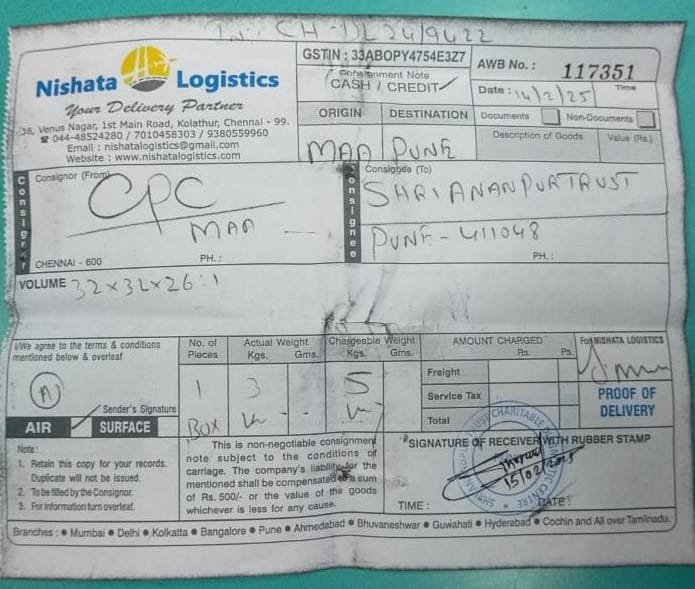 CH-DL24/9422
Nishata Logistics
Your Delivery Partner
36, Venus Nagar, 1st Main Road, Kolathur, Chennai - 99.
☎ 044-48524280 / 7010458303 / 9380559960
Email : nishatalogistics@gmail.com
Website : www.nishatalogistics.com
GSTIN : 33ABOPY4754E3Z7
Consignment Note
CASH / CREDIT
AWB No. : 117351
Date : 14/2/25 Time
ORIGIN DESTINATION
MAA PUNE
Documents Non-Documents
Description of Goods Value (Rs.)
Consignor
Consignor (From)
CPC
MAA
CHENNAI - 600 PH. :
Consignee
Consignee (To)
SHRI ANANPUR TRUST
PUNE - 411048
PH. :
VOLUME 32x32x26:1
I/We agree to the terms & conditions
mentioned below & overleaf
A
Sender's Signature
AIR SURFACE
No. of Pieces
1
BOX
Actual Weight
Kgs. Gms.
3
Chargeable Weight
Kgs. Gms.
5
AMOUNT CHARGED
Rs. Ps.
Freight
Service Tax
Total
For NISHATA LOGISTICS
PROOF OF
DELIVERY
Note :
1. Retain this copy for your records.
Duplicate will not be issued.
2. To be filled by the Consignor.
3. For information turn overleaf.
This is non-negotiable consignment
note subject to the conditions of
carriage. The company's liability for the
mentioned shall be compensated to a sum
of Rs. 500/- or the value of the goods
whichever is less for any cause.
SIGNATURE OF RECEIVER WITH RUBBER STAMP
TRUST CHARITABLE
CENTRE
15/02/2025
TIME : DATE :
Branches : • Mumbai • Delhi • Kolkatta • Bangalore • Pune • Ahmedabad • Bhuvaneshwar • Guwahati • Hyderabad • Cochin and All over Tamilnadu.